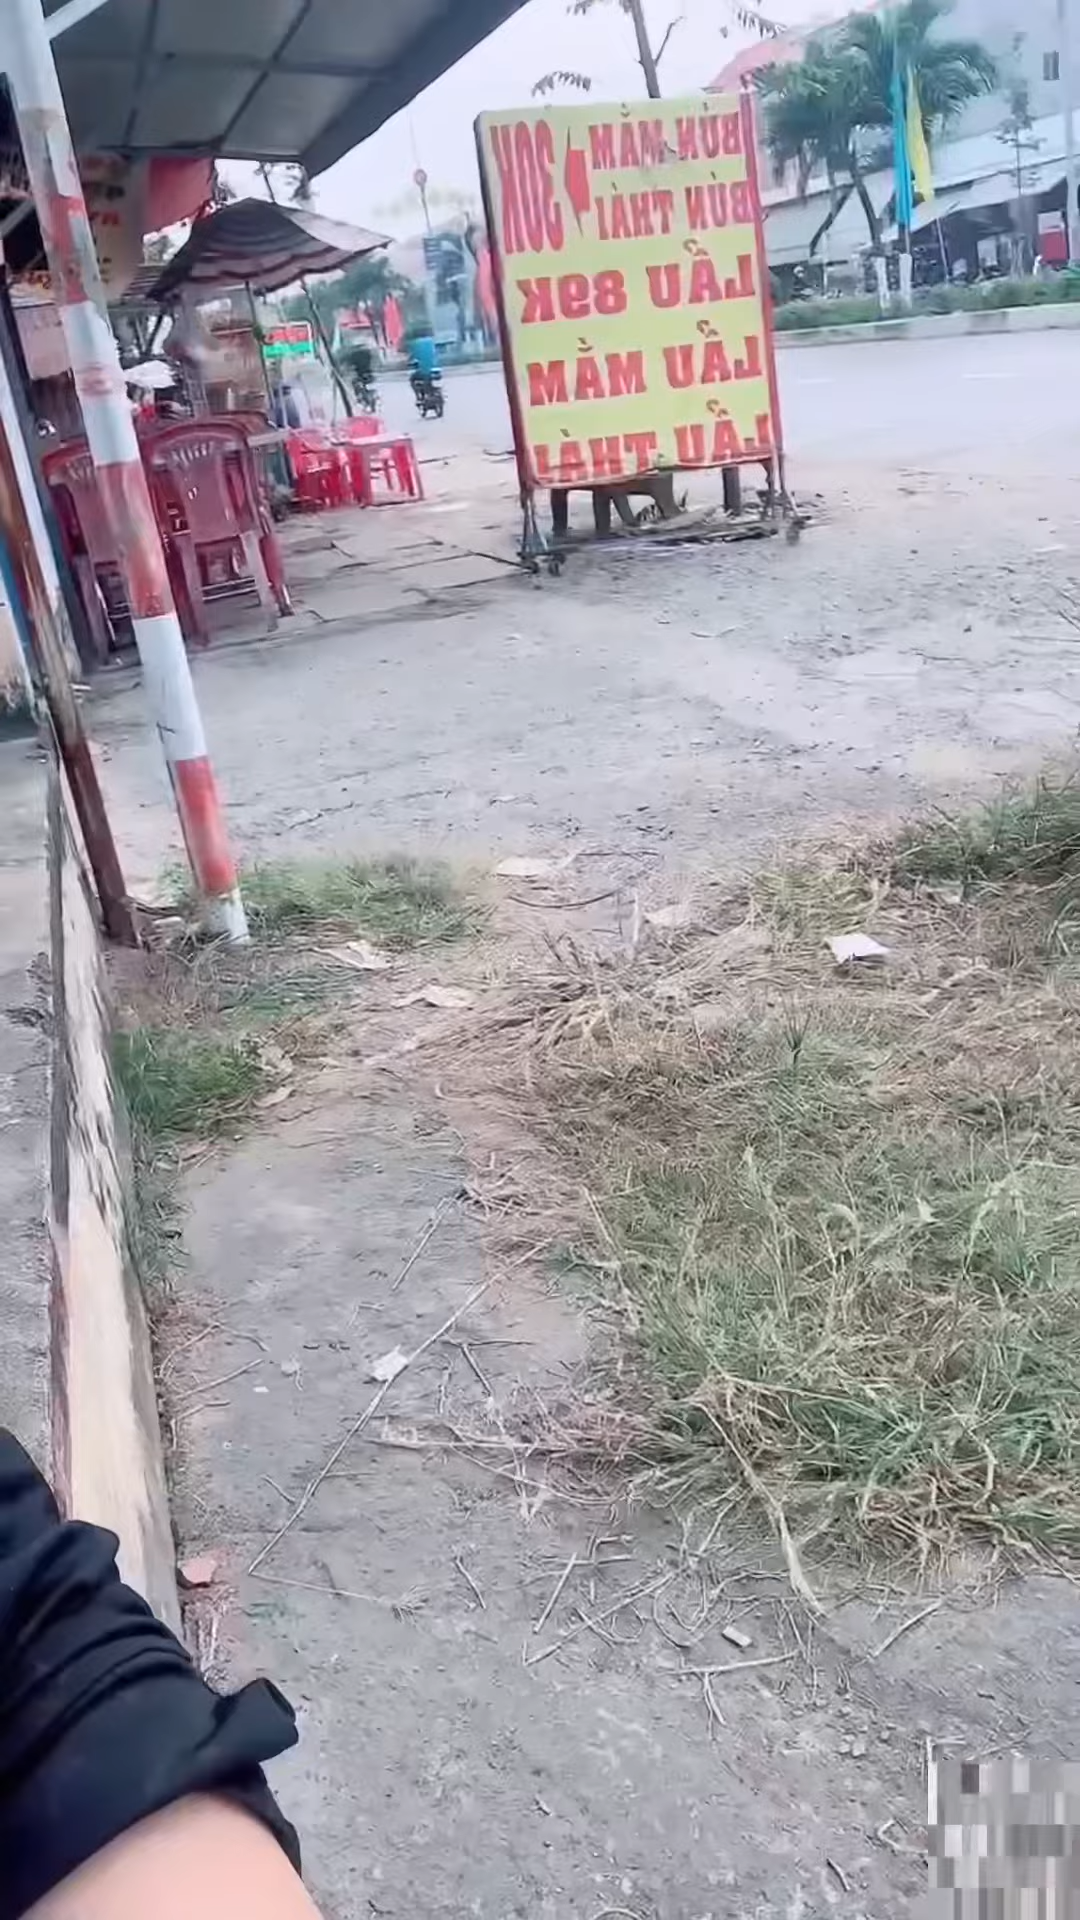 BÚN MẮM
BÚN THÁI
30K
LẨU 89K
LẨU MẮM
LẨU THÁI